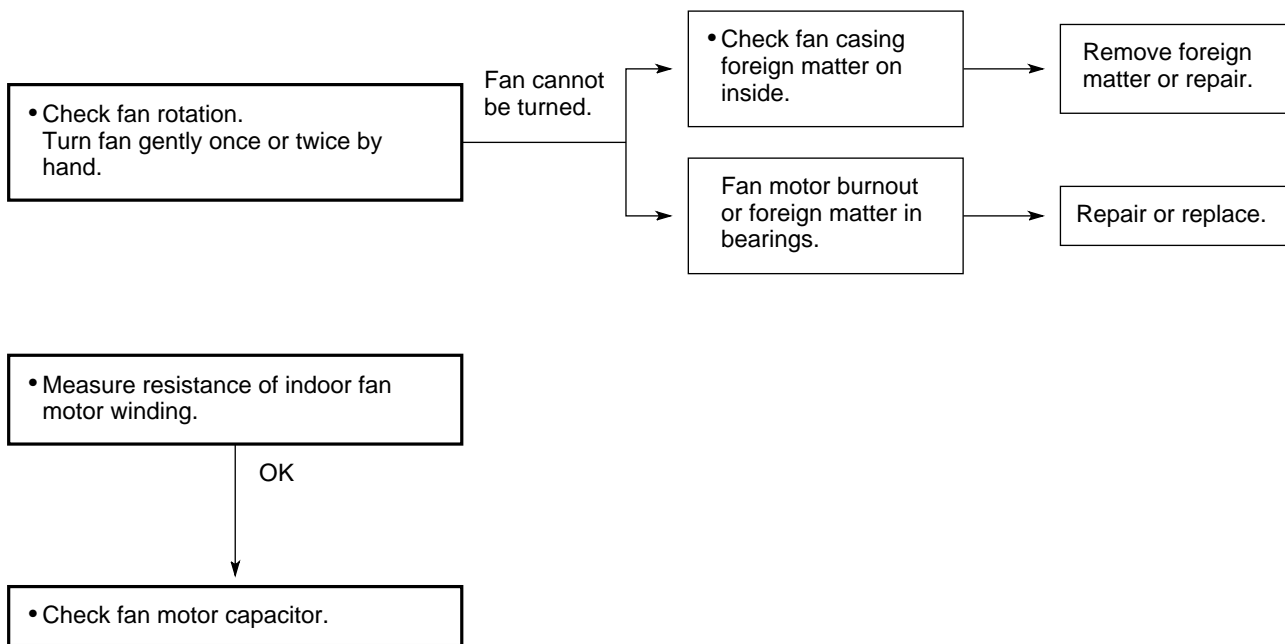 • Check fan rotation.
Turn fan gently once or twice by
hand.
Fan cannot
be turned.
• Check fan casing
foreign matter on
inside.
Remove foreign
matter or repair.
Fan motor burnout
or foreign matter in
bearings.
Repair or replace.
• Measure resistance of indoor fan
motor winding.
OK
• Check fan motor capacitor.